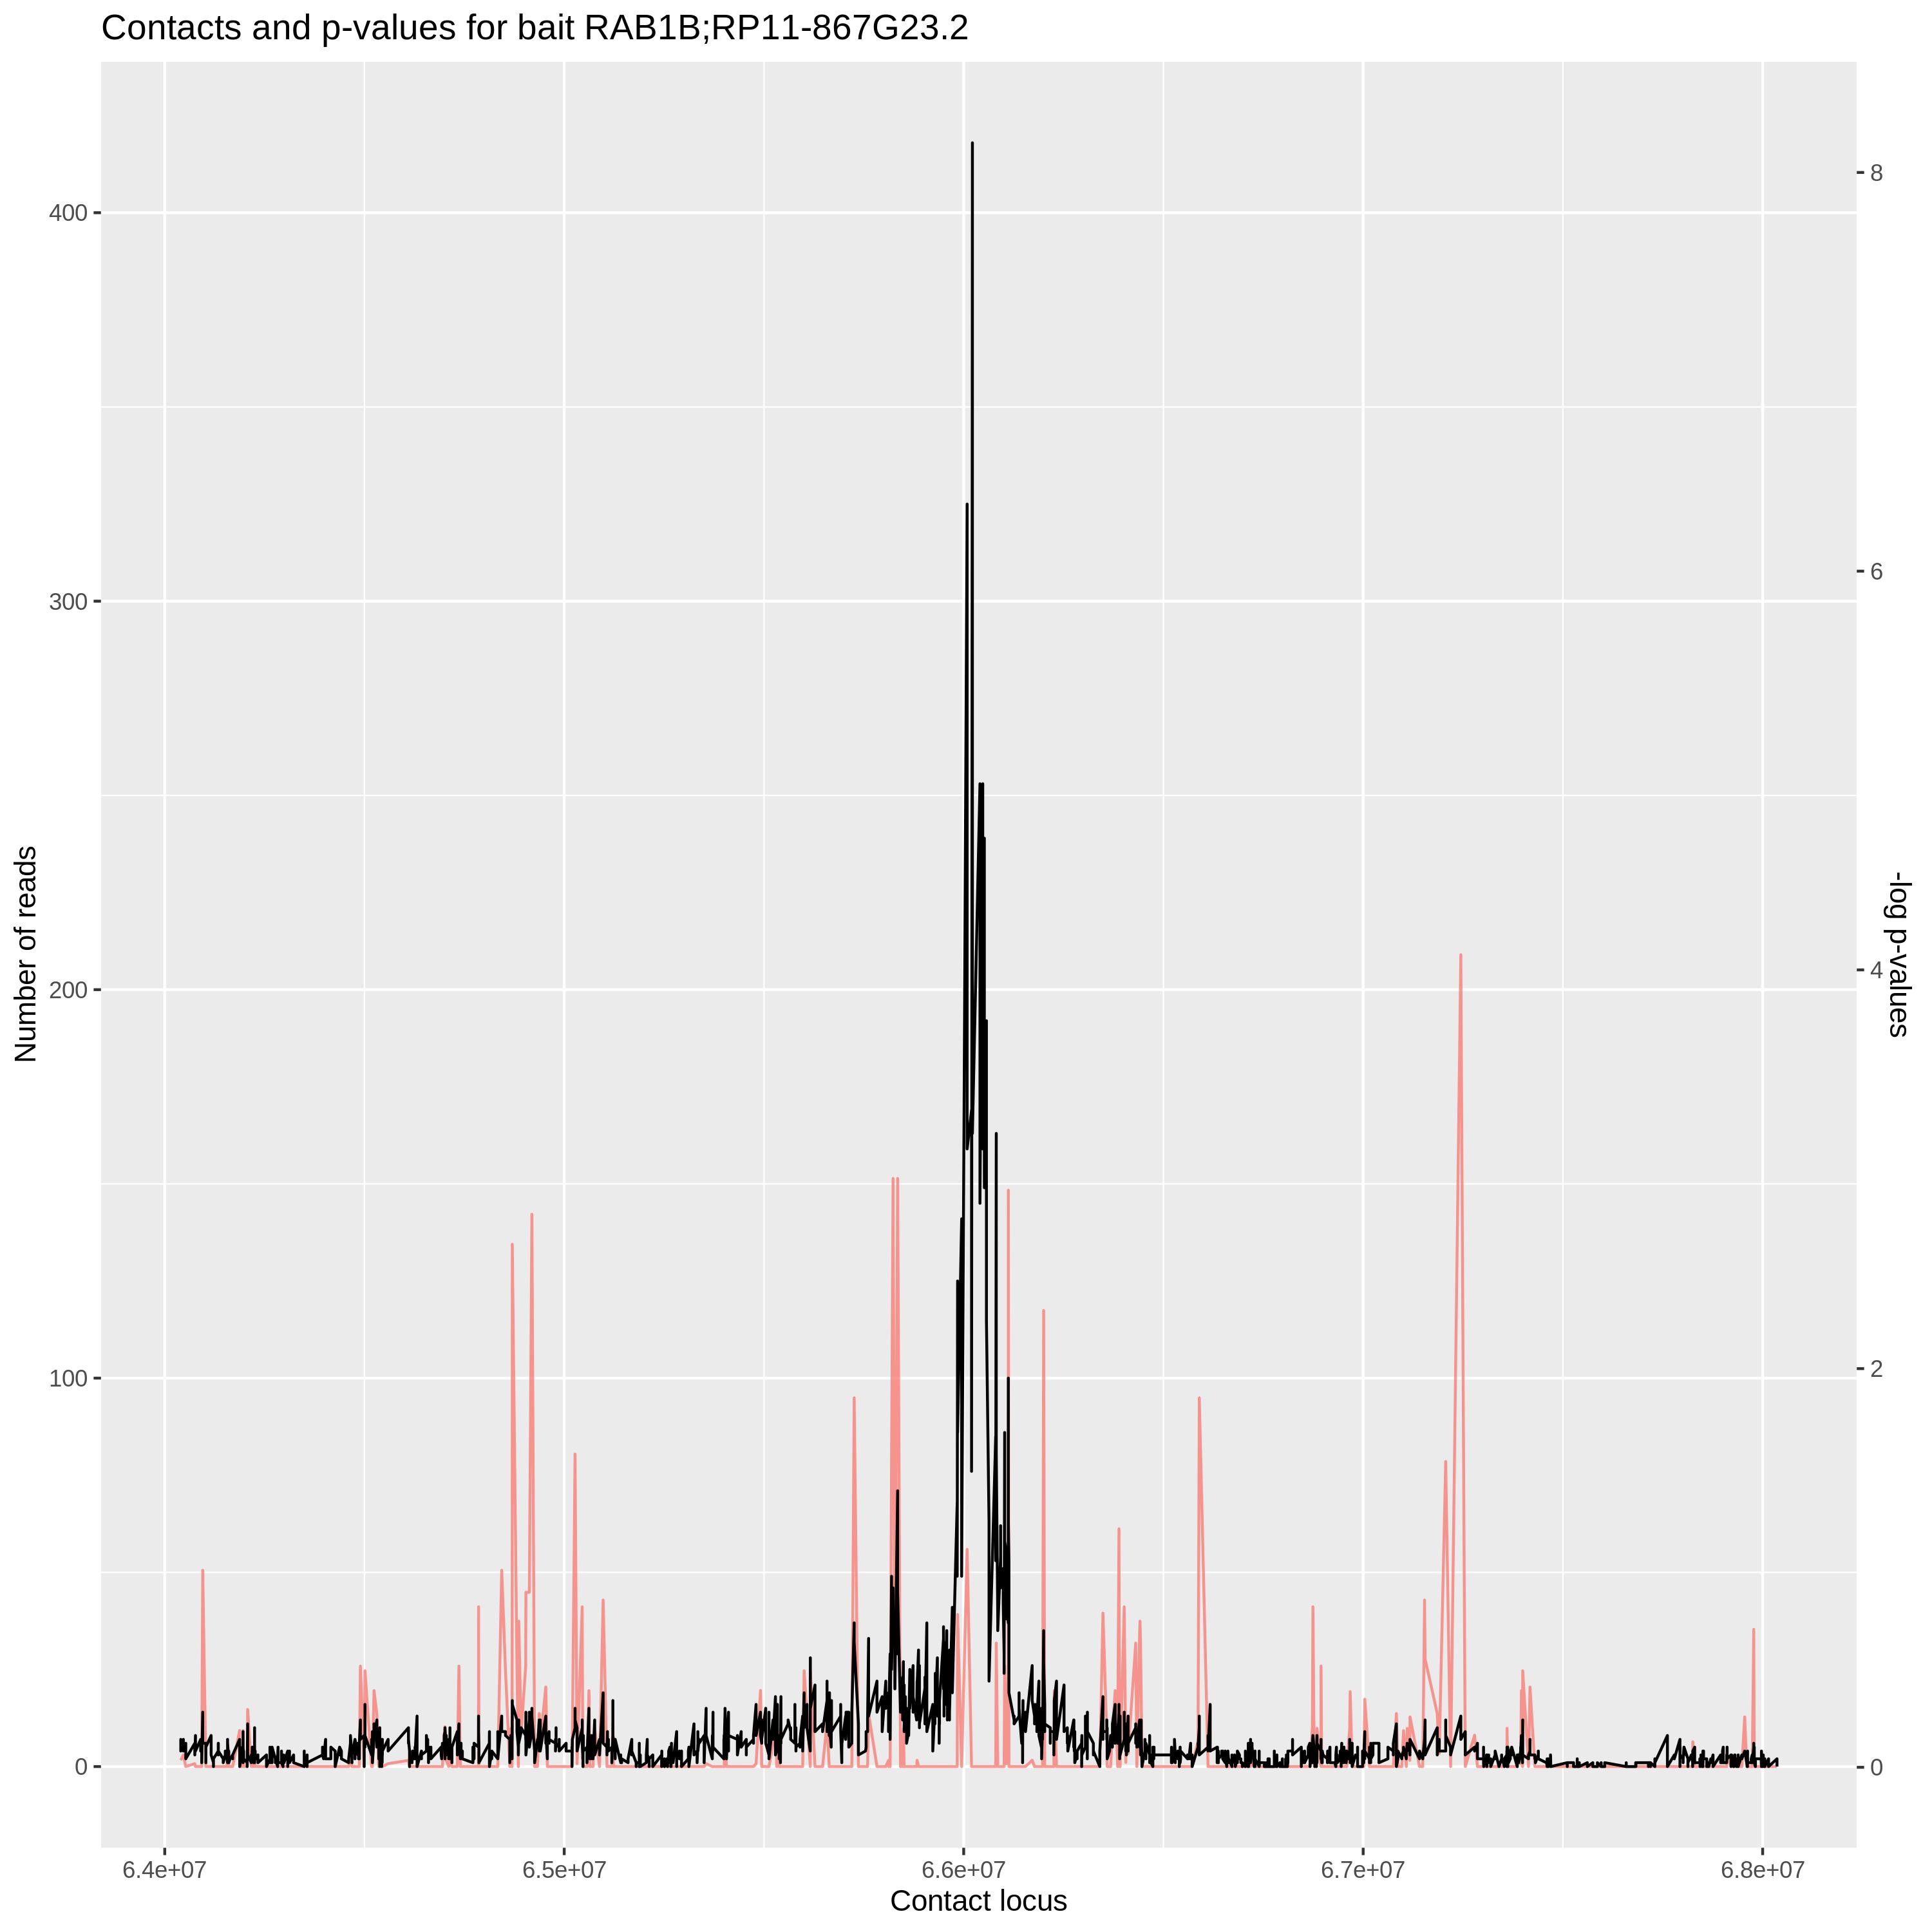 Contacts and p-values for bait RAB1B;RP11-867G23.2
Number of reads
400
300
200
100
0
8
6
4
2
0
-log p-values
6.4e+07
6.5e+07
6.6e+07
6.7e+07
6.8e+07
Contact locus